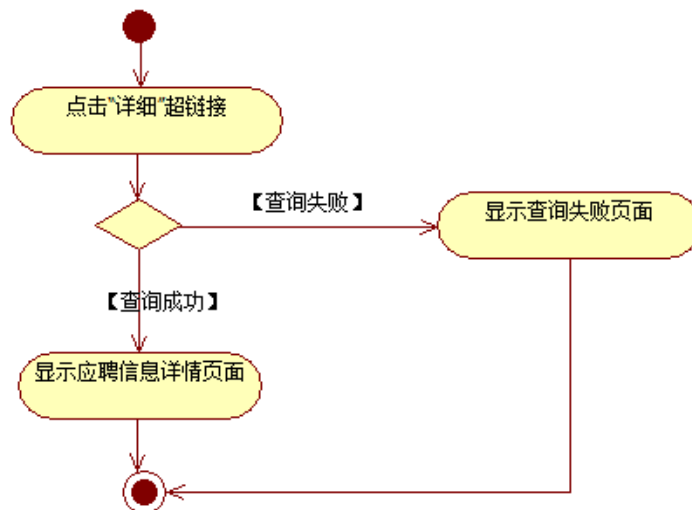 点击"详细"超链接
【查询失败】
显示查询失败页面
【查询成功】
显示应聘信息详情页面